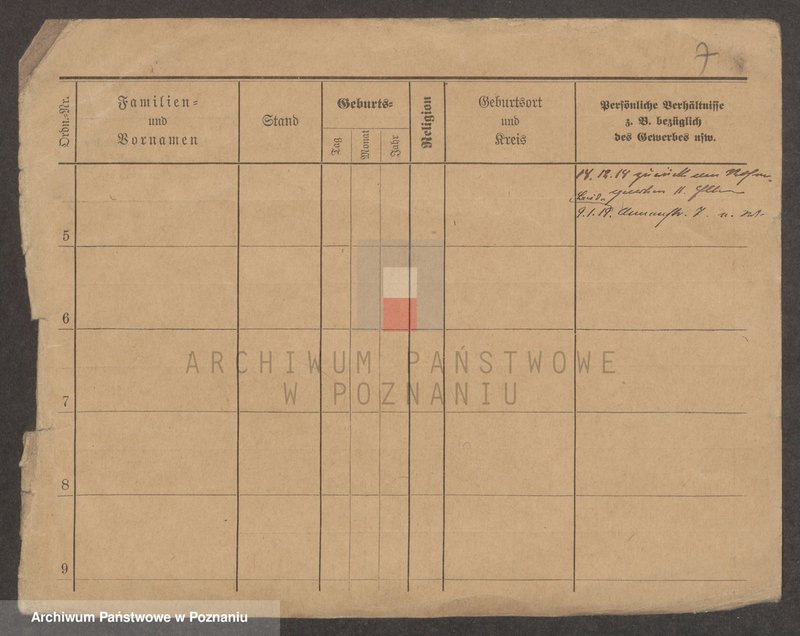 7
Ordn.-Nr.
Familien-
und
Vornamen
Stand
Geburts-
Tag
Monat
Jahr
Religion
Geburtsort
und
Kreis
Persönliche Verhältnisse
z. B. bezüglich
des Gewerbes usw.
14.12.18 zurück
9.1.19. 7. u. 
5
6
ARCHIWUM PAŃSTWOWE
W POZNANIU
7
8
9
Archiwum Państwowe w Poznaniu